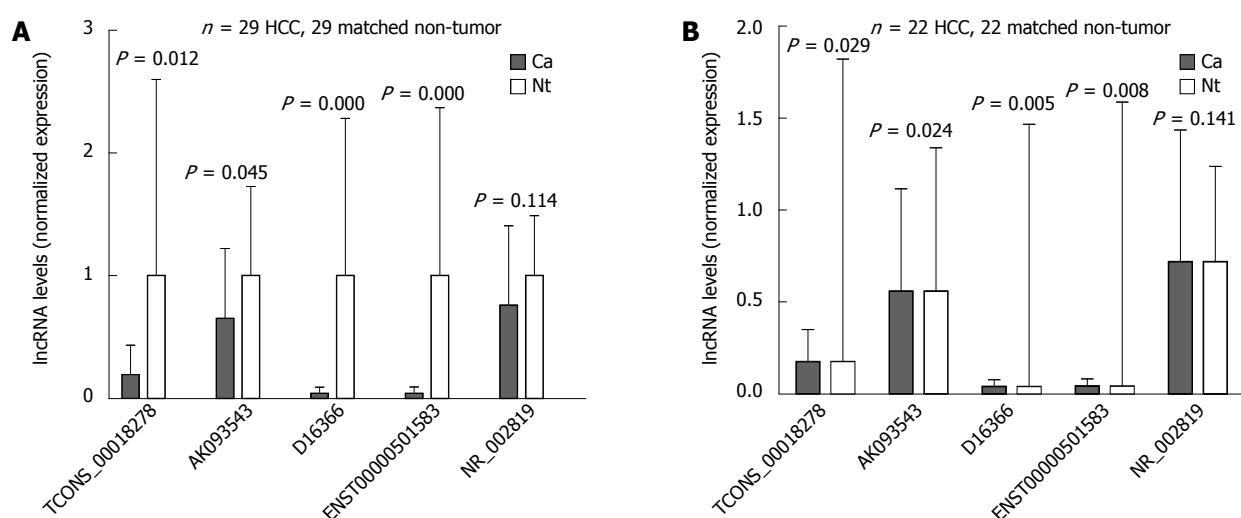 A
n = 29 HCC, 29 matched non-tumor
Ca
Nt
lncRNA levels (normalized expression)
3
2
1
0
P = 0.012
P = 0.045
P = 0.000
P = 0.000
P = 0.114
TCONS_00018278
AK093543
D16366
ENST00000501583
NR_002819
B
n = 22 HCC, 22 matched non-tumor
Ca
Nt
lncRNA levels (normalized expression)
2.0
1.5
1.0
0.5
0.0
P = 0.029
P = 0.024
P = 0.005
P = 0.008
P = 0.141
TCONS_00018278
AK093543
D16366
ENST00000501583
NR_002819